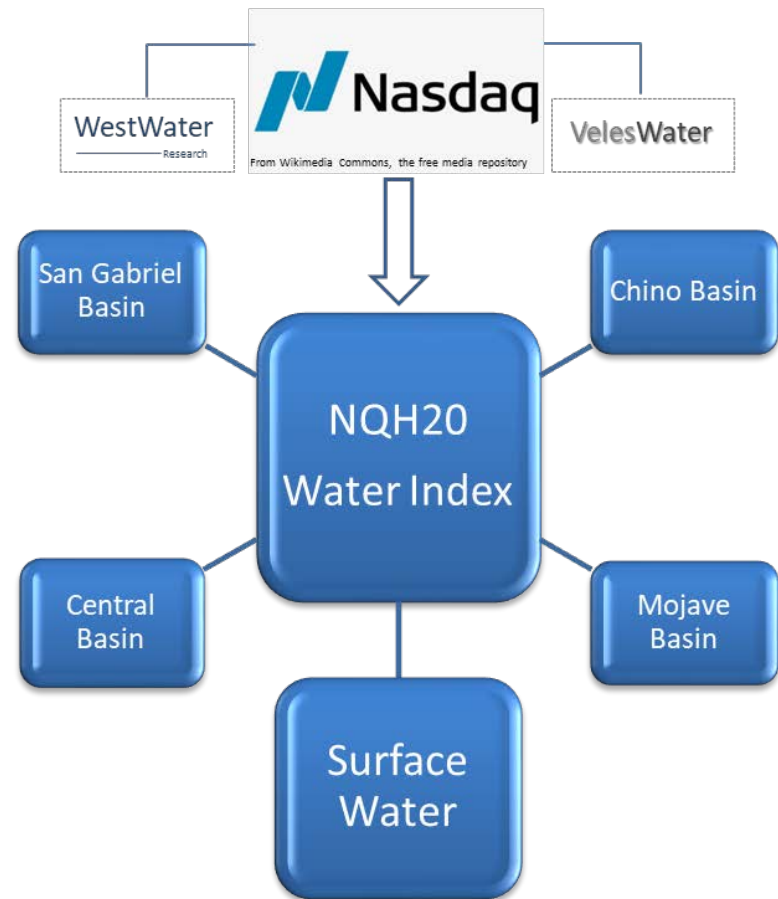 WestWater
Research
Nasdaq
From Wikimedia Commons, the free media repository
VelesWater
San Gabriel
Basin
Chino Basin
NQH20
Water Index
Central
Basin
Mojave
Basin
Surface
Water